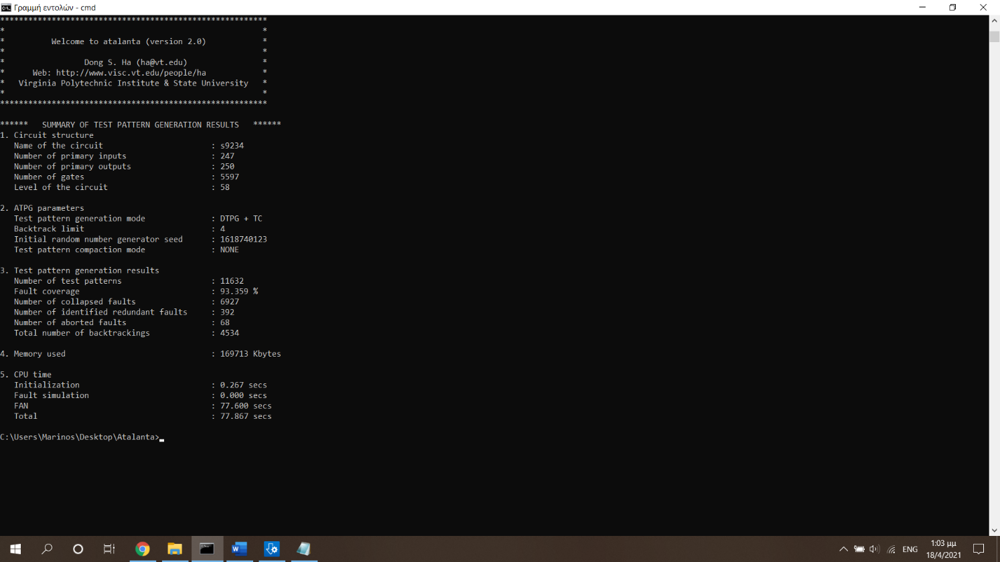 Γραμμή εντολών - cmd
*********************************************************
*                                                       *
*          Welcome to atalanta (version 2.0)            *
*                                                       *
*                 Dong S. Ha (ha@vt.edu)                *
*      Web: http://www.visc.vt.edu/people/ha            *
*   Virginia Polytechnic Institute & State University   *
*                                                       *
*********************************************************
******   SUMMARY OF TEST PATTERN GENERATION RESULTS   ******
1. Circuit structure
   Name of the circuit                       : s9234
   Number of primary inputs                  : 247
   Number of primary outputs                 : 250
   Number of gates                           : 5597
   Level of the circuit                      : 58
2. ATPG parameters
   Test pattern generation mode              : DTPG + TC
   Backtrack limit                           : 4
   Initial random number generator seed      : 1618740123
   Test pattern compaction mode              : NONE
3. Test pattern generation results
   Number of test patterns                   : 11632
   Fault coverage                            : 93.359 %
   Number of collapsed faults                : 6927
   Number of identified redundant faults     : 392
   Number of aborted faults                  : 68
   Total number of backtrackings             : 4534
4. Memory used                               : 169713 Kbytes
5. CPU time
   Initialization                            : 0.267 secs
   Fault simulation                          : 0.000 secs
   FAN                                       : 77.600 secs
   Total                                     : 77.867 secs
C:\Users\Marinos\Desktop\Atalanta>
ENG
1:03 μμ
18/4/2021